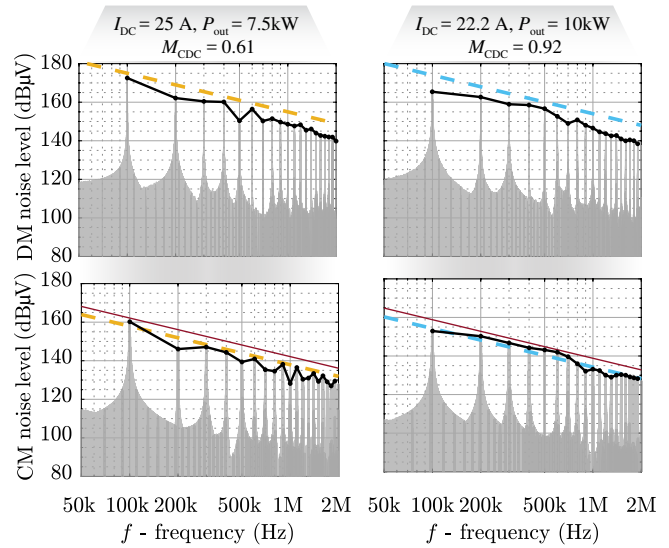 I_DC = 25 A, P_out = 7.5kW
M_CDC = 0.61
I_DC = 22.2 A, P_out = 10kW
M_CDC = 0.92
DM noise level (dBμV)
180
160
140
120
100
80
CM noise level (dBμV)
180
160
140
120
100
80
50k 100k 200k 500k 1M 2M
f - frequency (Hz)
50k 100k 200k 500k 1M 2M
f - frequency (Hz)